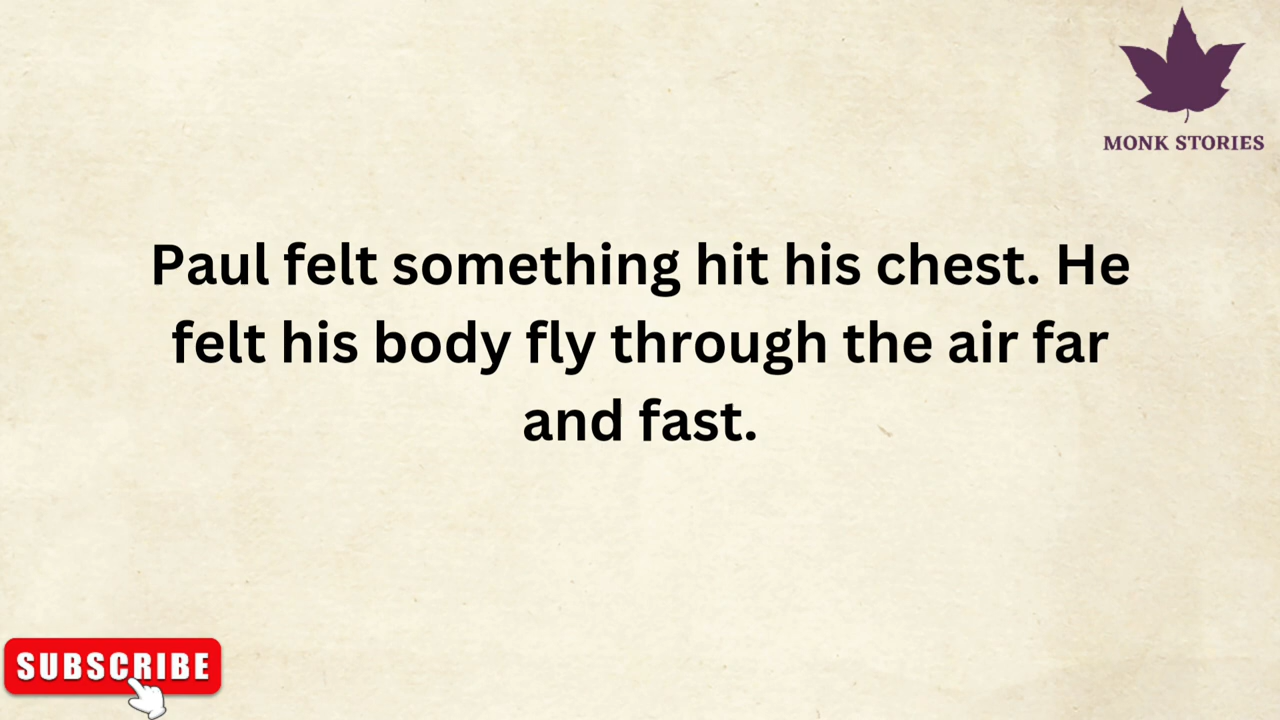 MONK STORIES
Paul felt something hit his chest. He
felt his body fly through the air far
and fast.
SUBSCRIBE